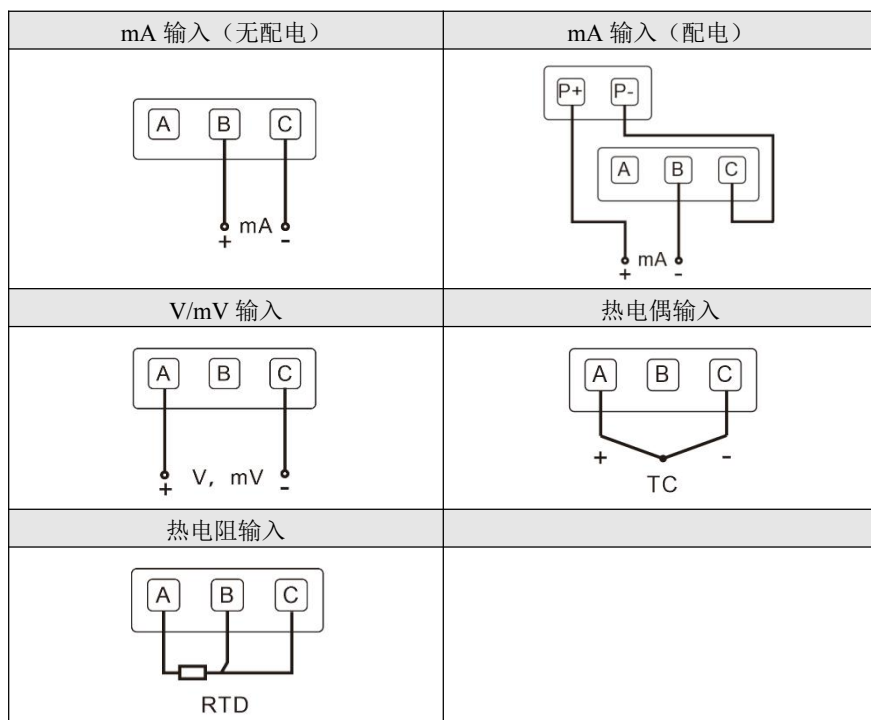 mA 输入（无配电）
mA 输入（配电）
A B C
+ mA -
P+ P-
A B C
+ mA -
V/mV 输入
热电偶输入
A B C
+ V, mV -
A B C
+ -
TC
热电阻输入
A B C
RTD